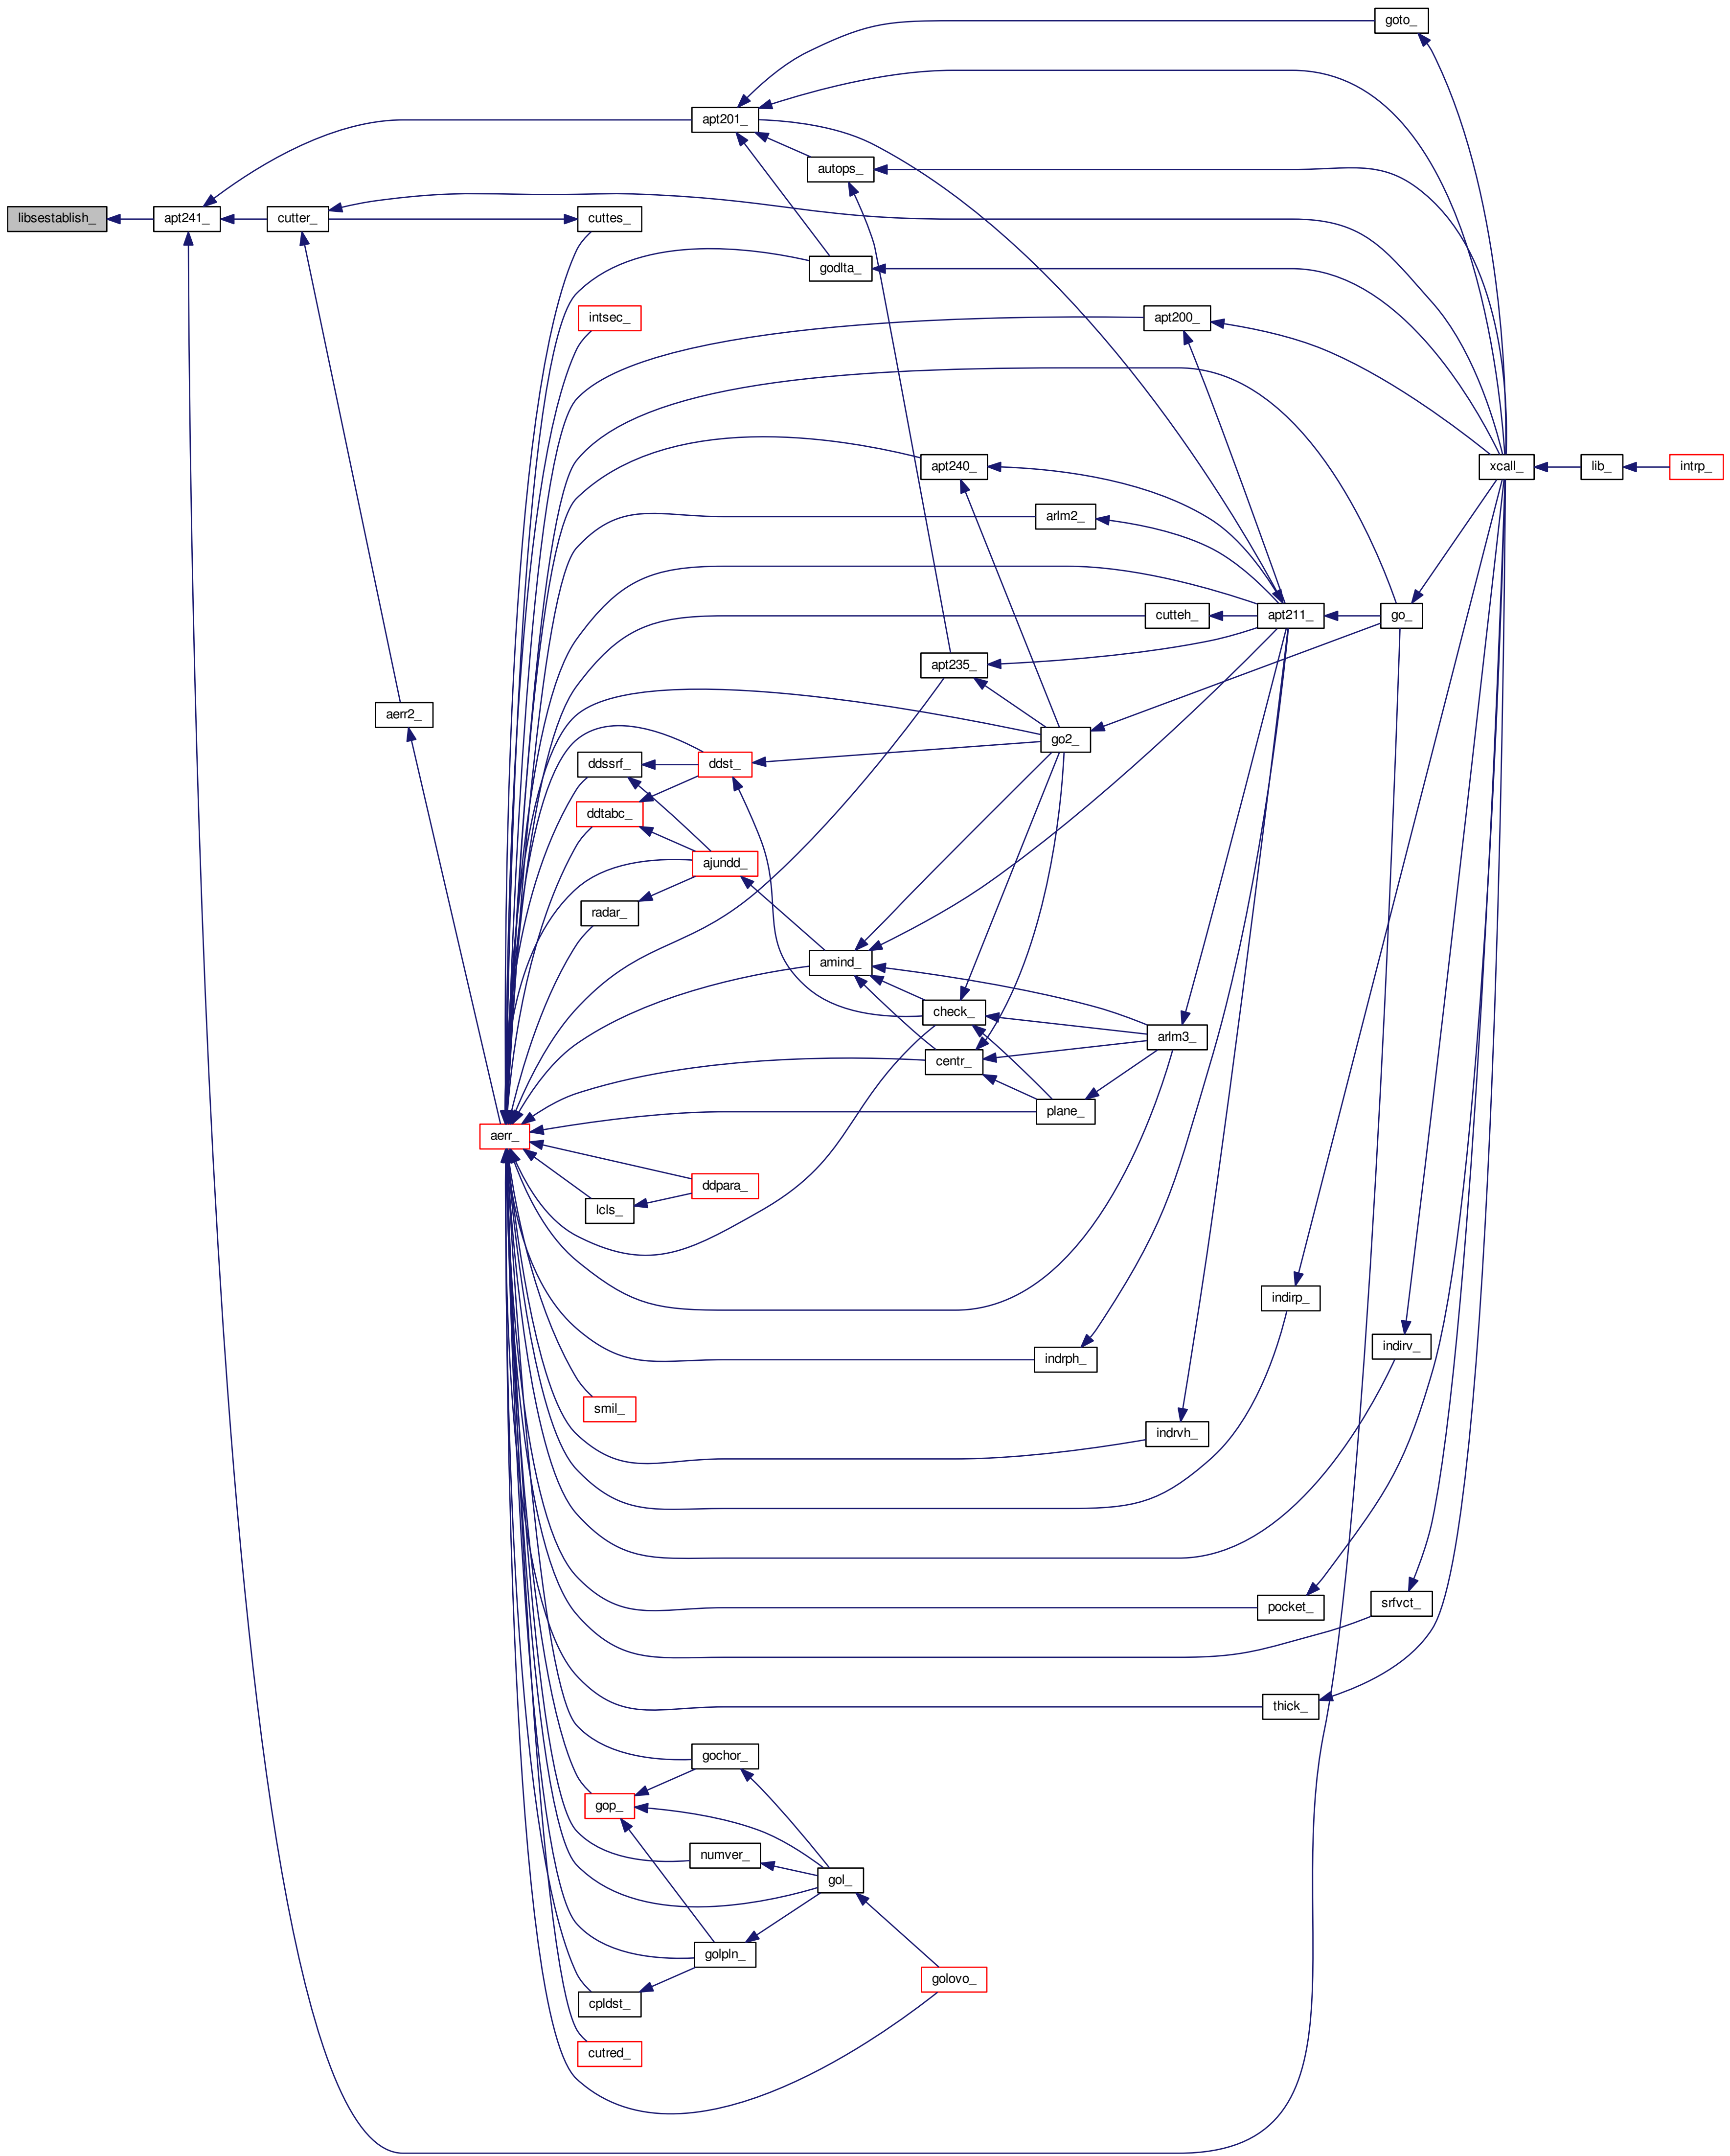 goto_
apt201_
autops_
libsestablish_
apt241_
cutter_
cuttes_
godlta_
intsec_
apt200_
apt240_
xcall_
lib_
intrp_
arlm2_
cutteh_
apt211_
go_
apt235_
aerr2_
go2_
ddssrf_
ddst_
ddtabc_
ajundd_
radar_
amind_
check_
arlm3_
centr_
plane_
aerr_
ddpara_
lcls_
indirp_
indirv_
indrph_
smil_
indrvh_
pocket_
srfvct_
thick_
gochor_
gop_
numver_
gol_
golpln_
golovo_
cpldst_
cutred_